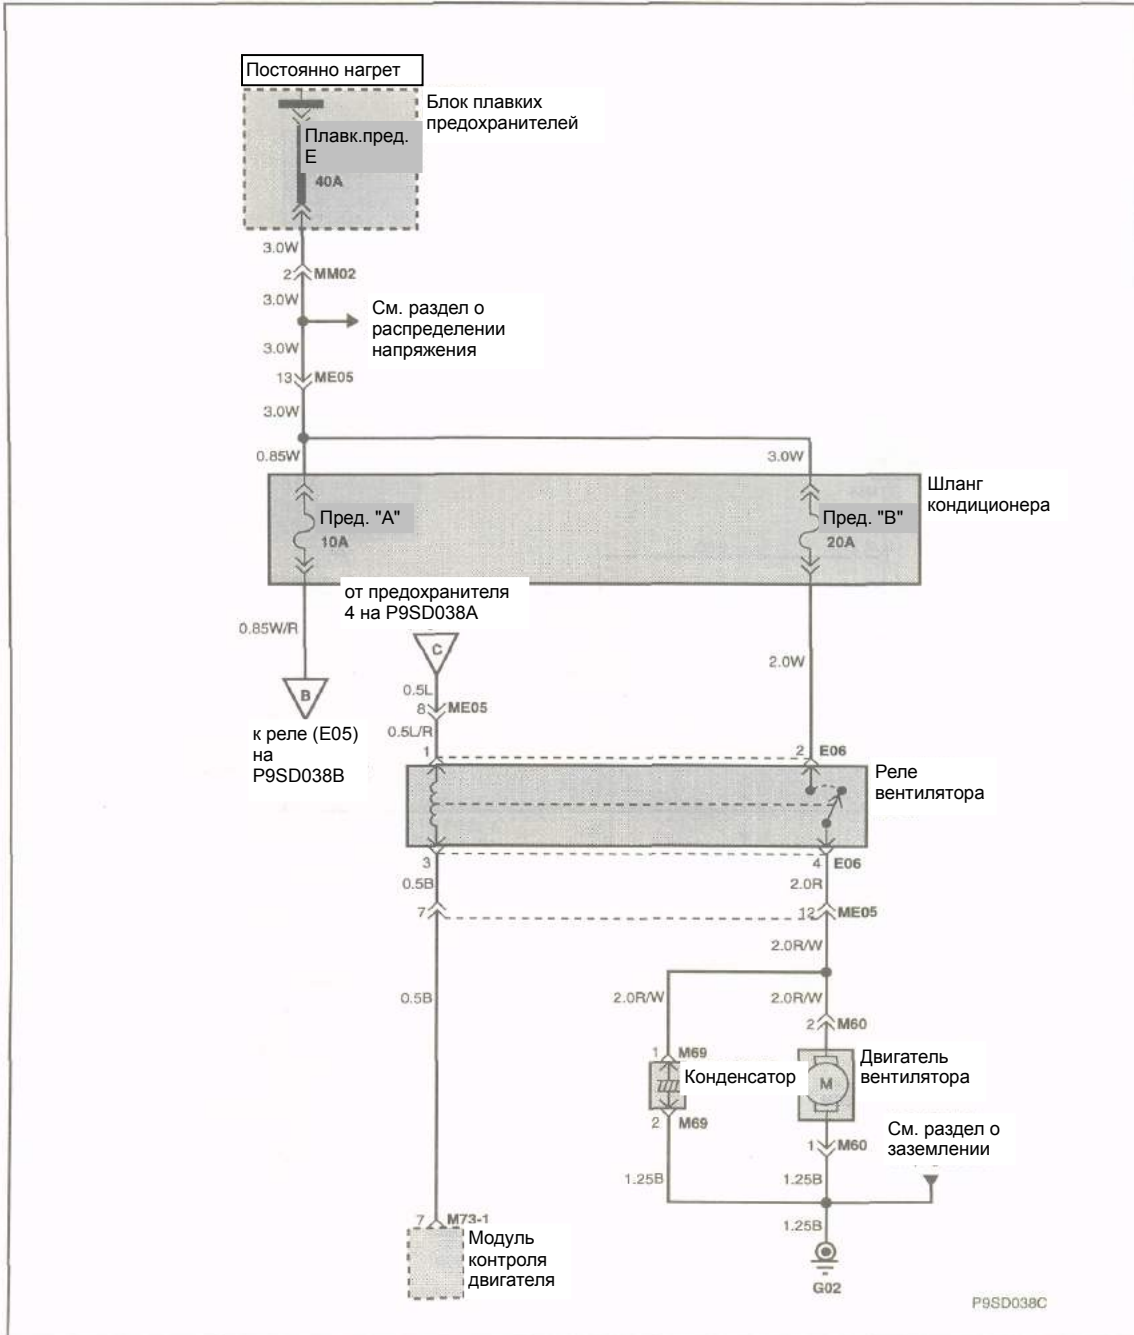 Постоянно нагрет
Блок плавких
предохранителей
Плавк.пред.
Е
40A
3.0W
2 MM02
3.0W
См. раздел о
распределении
напряжения
3.0W
13 ME05
3.0W
0.85W
3.0W
Шланг
кондиционера
Пред. "А"
10A
Пред. "В"
20A
от предохранителя
4 на P9SD038A
0.85W/R
C
2.0W
0.5L
B
8 ME05
к реле (Е05)
на
P9SD038B
0.5L/R
1
2 E06
Реле
вентилятора
3
4 E06
0.5B
2.0R
7
12 ME05
2.0R/W
0.5B
2.0R/W
2.0R/W
2 M60
1 M69
Конденсатор
M
Двигатель
вентилятора
2 M69
1 M60
См. раздел о
заземлении
1.25B
1.25B
1.25B
7 M73-1
Модуль
контроля
двигателя
G02
P9SD038C